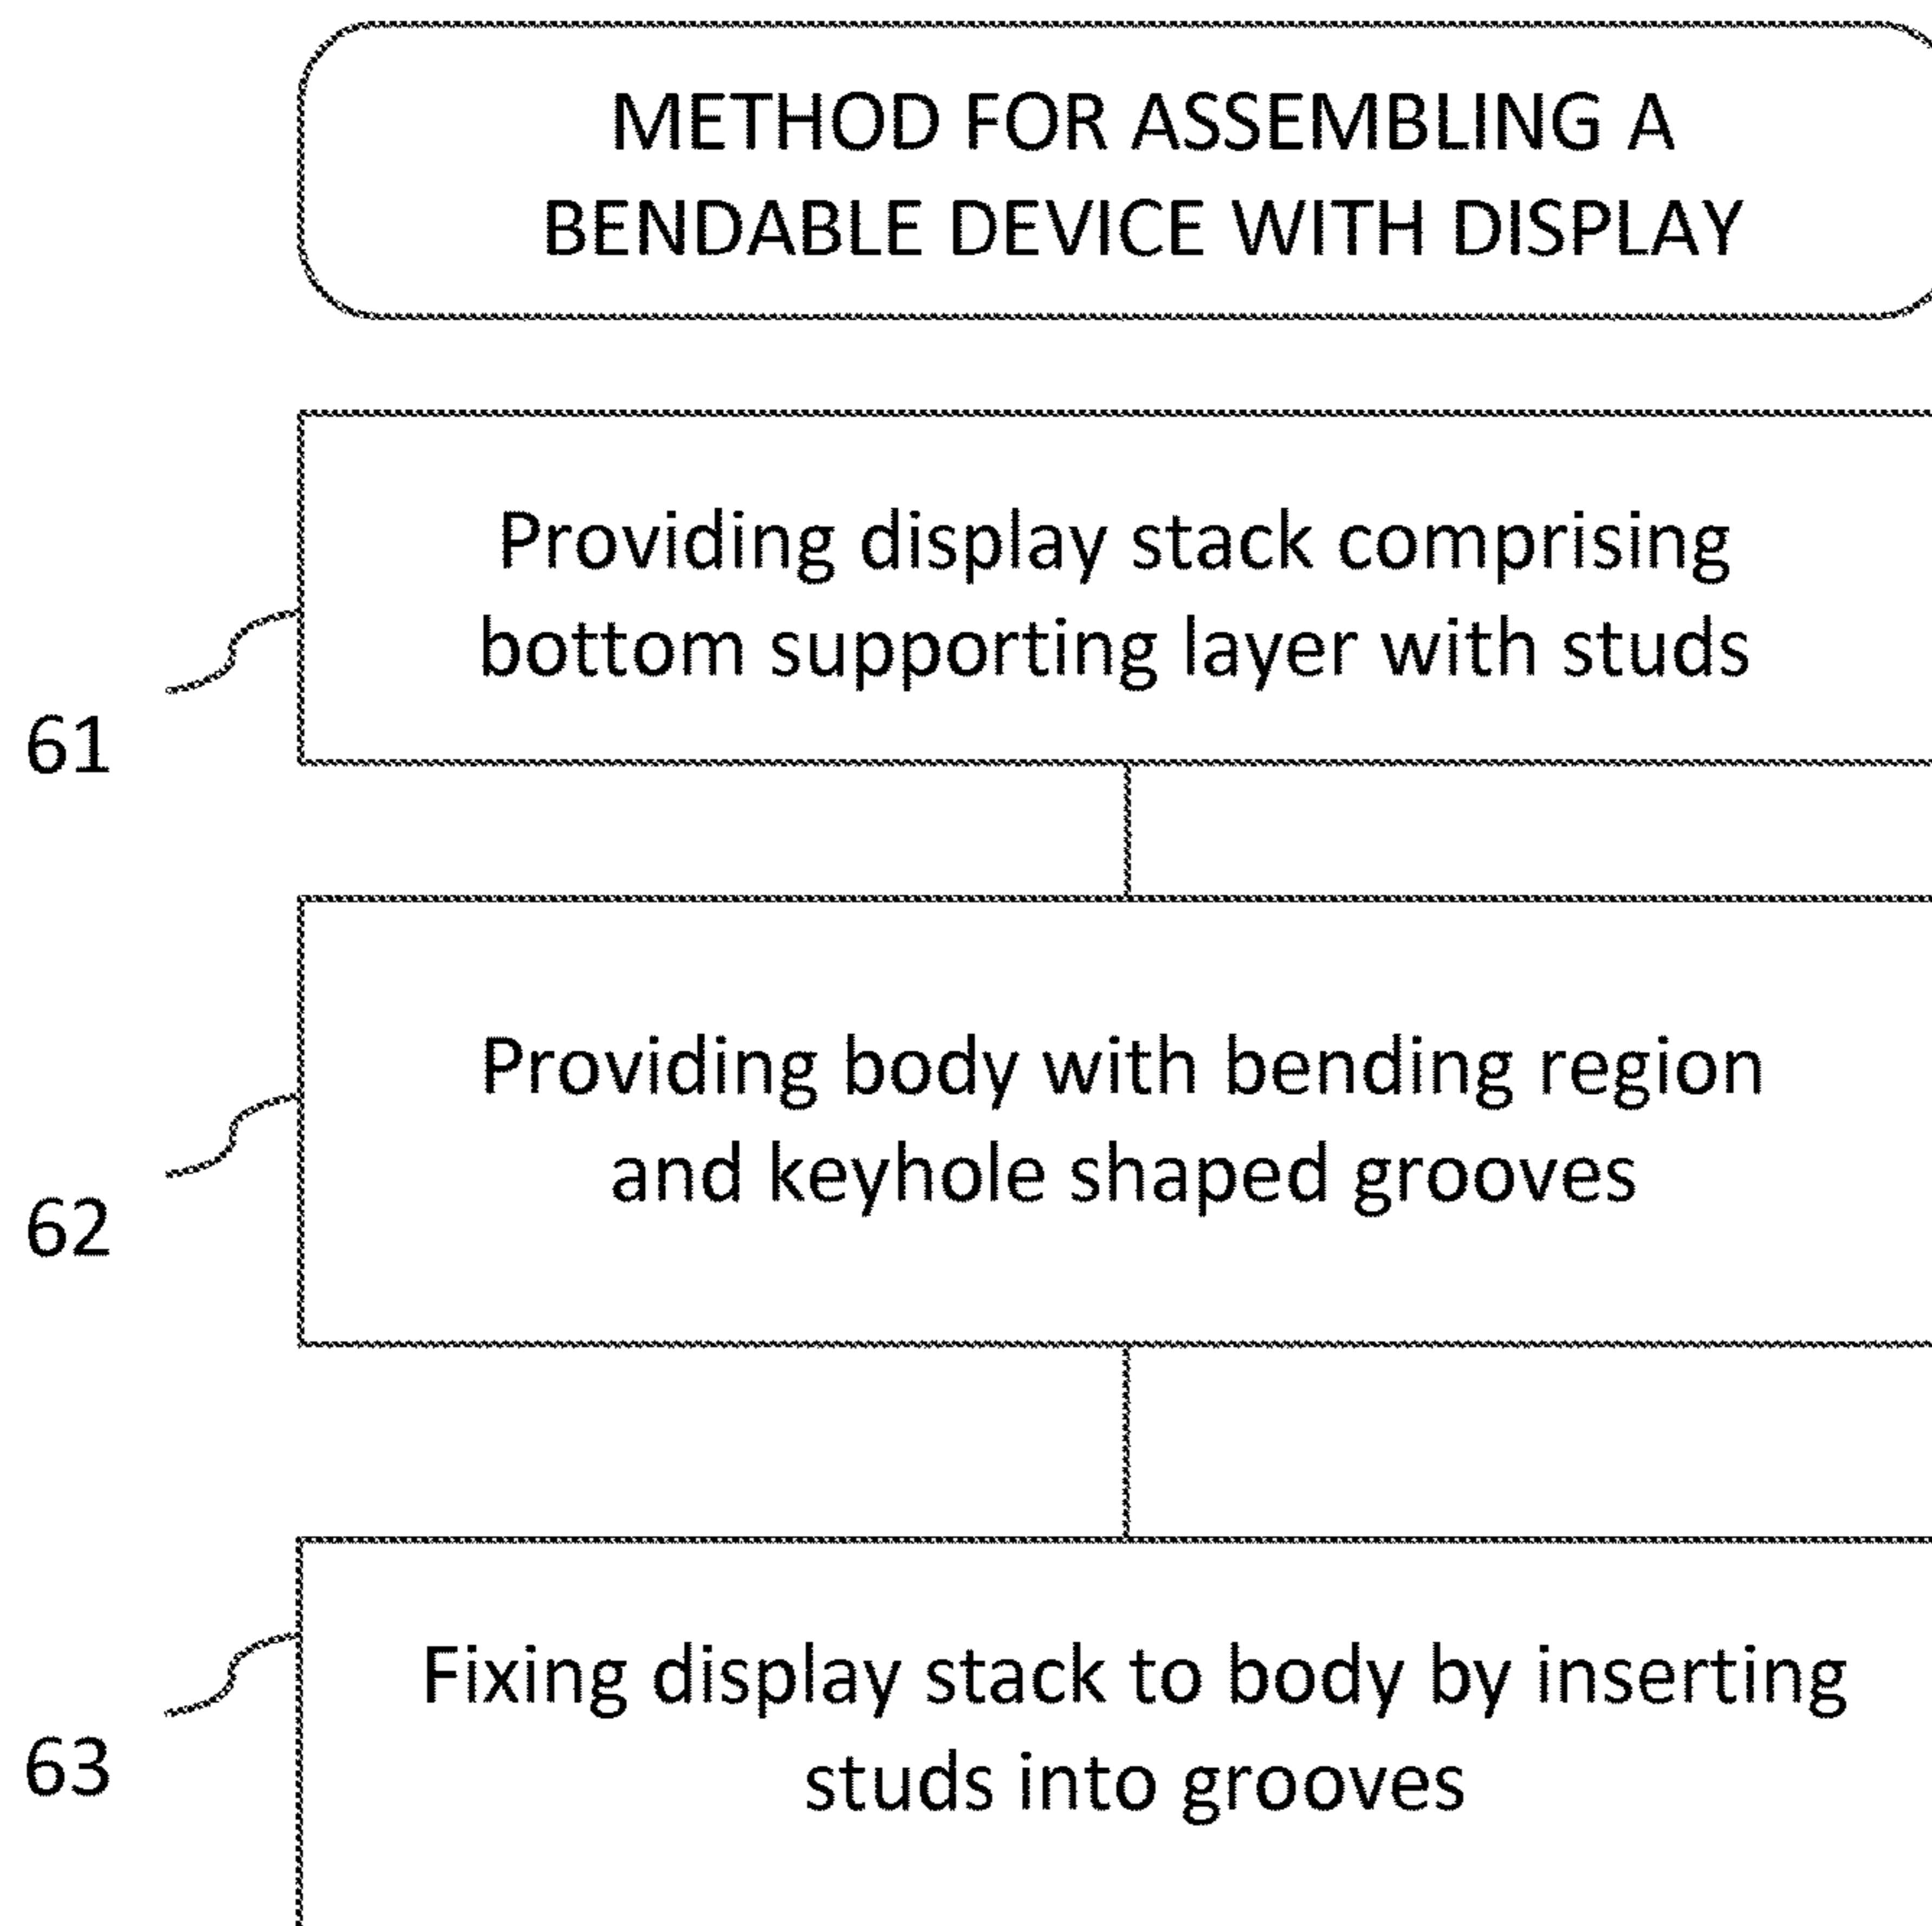 METHOD FOR ASSEMBLING A
BENDABLE DEVICE WITH DISPLAY
Providing display stack comprising
bottom supporting layer with studs
61
Providing body with bending region
and keyhole shaped grooves
62
Fixing display stack to body by inserting
studs into grooves
63